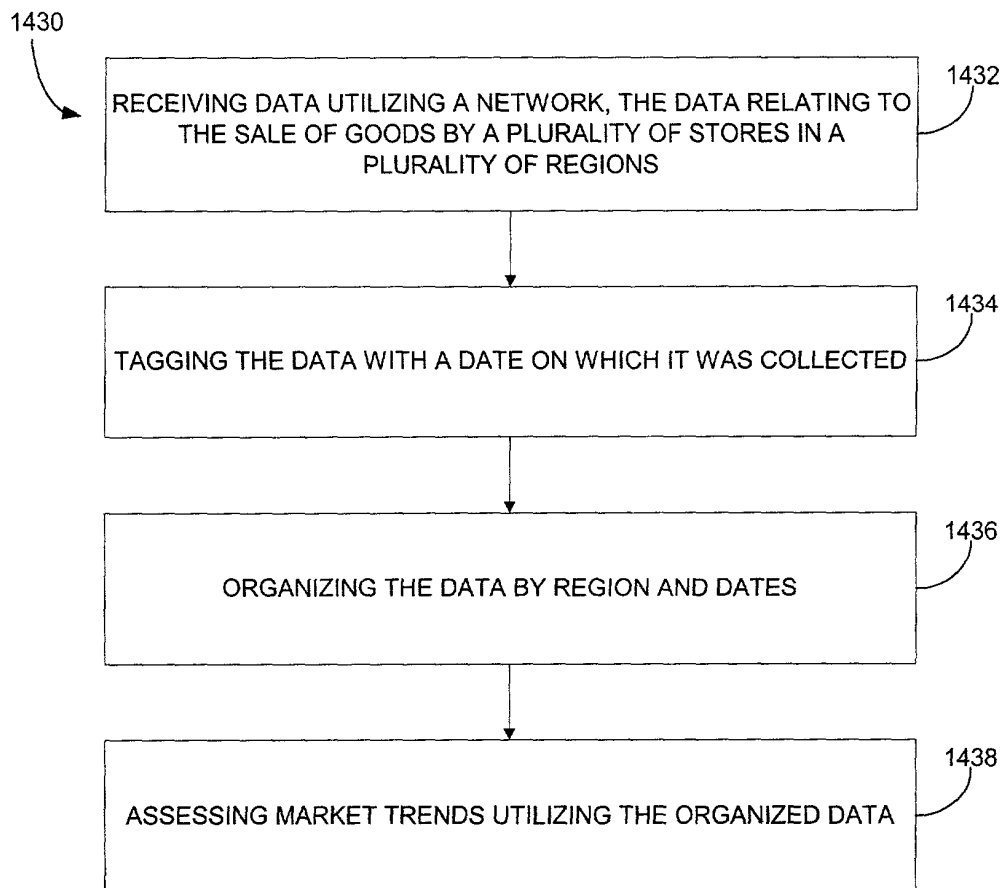 1430
1432
RECEIVING DATA UTILIZING A NETWORK, THE DATA RELATING TO
THE SALE OF GOODS BY A PLURALITY OF STORES IN A
PLURALITY OF REGIONS
1434
TAGGING THE DATA WITH A DATE ON WHICH IT WAS COLLECTED
1436
ORGANIZING THE DATA BY REGION AND DATES
1438
ASSESSING MARKET TRENDS UTILIZING THE ORGANIZED DATA